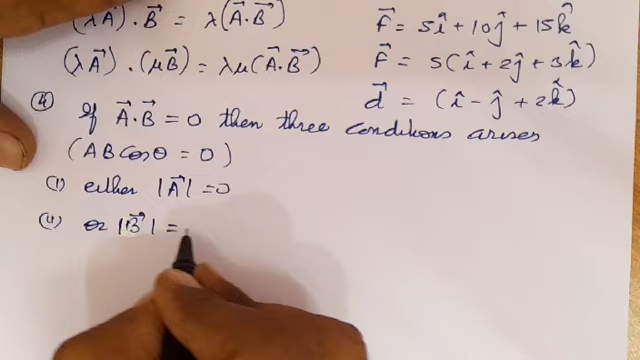 (λA⃗) · B⃗ = λ(A⃗·B⃗)
(λA⃗) · (μB⃗) = λμ(A⃗·B⃗)
F⃗ = 5î + 10ĵ + 15k̂
F⃗ = 5(î + 2ĵ + 3k̂)
d⃗ = (î - ĵ + 2k̂)
④ If A⃗·B⃗ = 0 then three conditions arises
(AB cosθ = 0)
(i) either |A⃗| = 0
(ii) or |B⃗| =